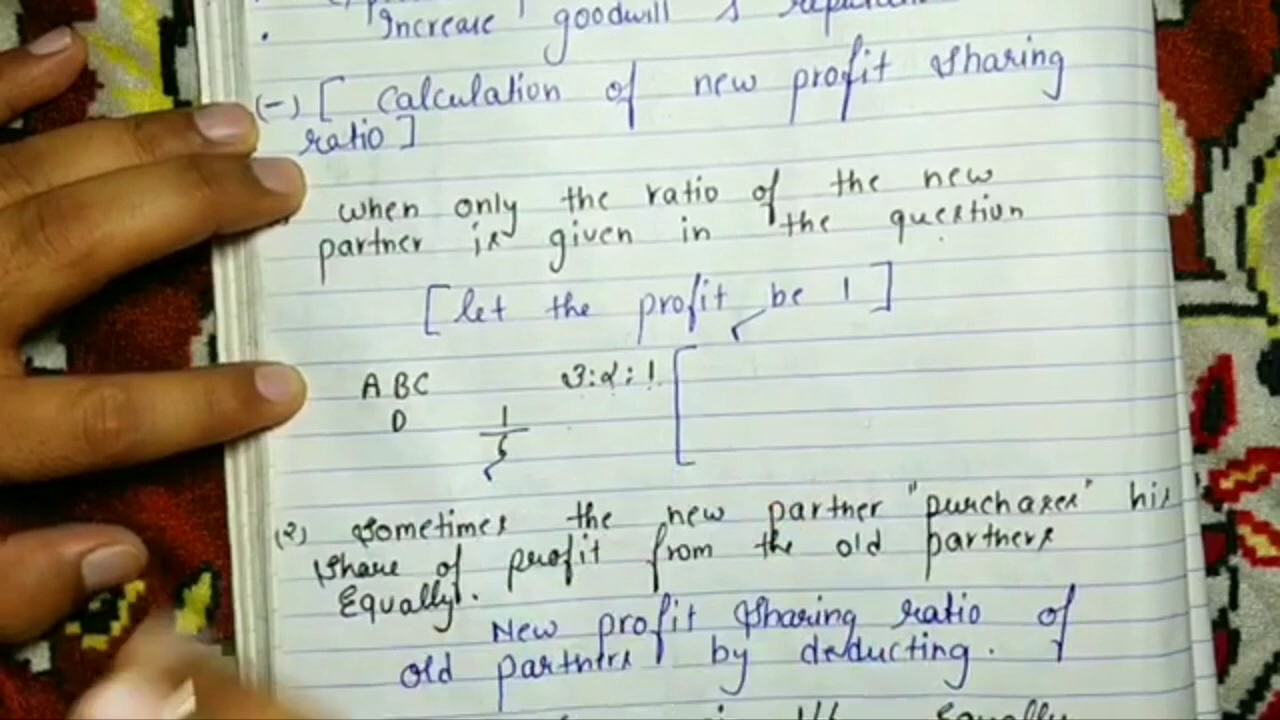 Increase goodwill &
(-) [ Calculation of new profit sharing
ratio ]
when only the ratio of the new
partner is given in the question
[ let the profit be 1 ]
A B C 3:2:1
D 1/5
(2) Sometimes the new partner "purchases" his
share of profit from the old partners
Equally.
New profit sharing ratio of
old partners by deducting.
Equally